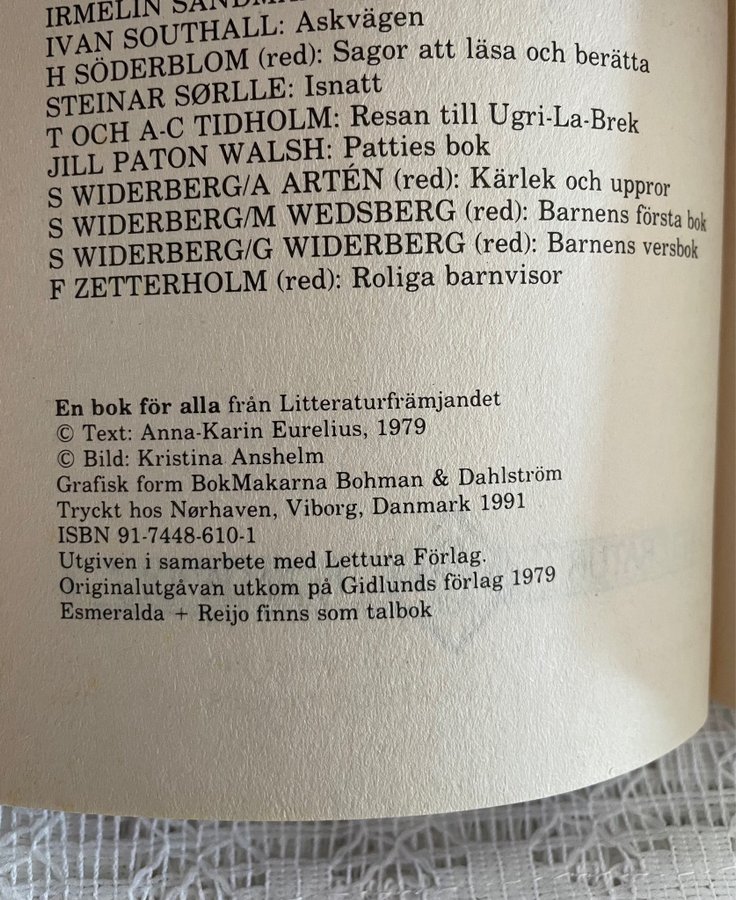 IRMELIN
IVAN SOUTHALL: Askvägen
H SÖDERBLOM (red): Sagor att läsa och berätta
STEINAR SØRLLE: Isnatt
T OCH A-C TIDHOLM: Resan till Ugri-La-Brek
JILL PATON WALSH: Patties bok
S WIDERBERG/A ARTÉN (red): Kärlek och uppror
S WIDERBERG/M WEDSBERG (red): Barnens första bok
S WIDERBERG/G WIDERBERG (red): Barnens versbok
F ZETTERHOLM (red): Roliga barnvisor
En bok för alla från Litteraturfrämjandet
© Text: Anna-Karin Eurelius, 1979
© Bild: Kristina Anshelm
Grafisk form BokMakarna Bohman & Dahlström
Tryckt hos Nørhaven, Viborg, Danmark 1991
ISBN 91-7448-610-1
Utgiven i samarbete med Lettura Förlag.
Originalutgåvan utkom på Gidlunds förlag 1979
Esmeralda + Reijo finns som talbok